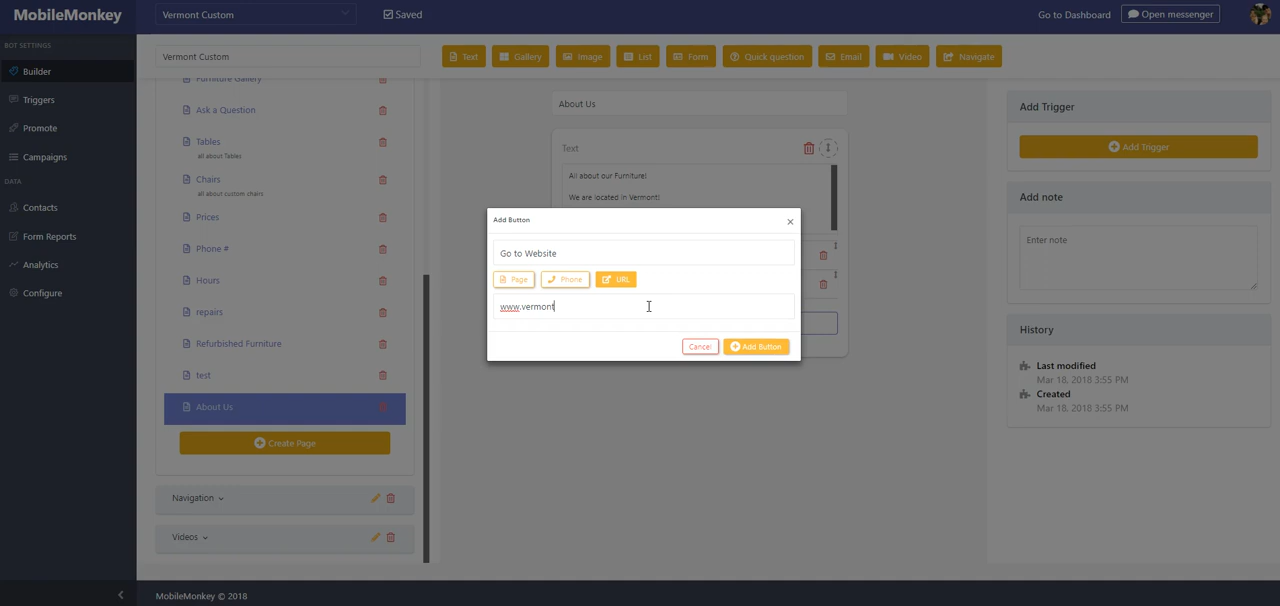 MobileMonkey
Vermont Custom
Saved
Go to Dashboard
Open messenger
BOT SETTINGS
Builder
Triggers
Promote
Campaigns
DATA
Contacts
Form Reports
Analytics
Configure
Vermont Custom
Text
Gallery
Image
List
Form
Quick question
Email
Video
Navigate
Furniture Gallery
Ask a Question
Tables
all about Tables
Chairs
all about custom chairs
Prices
Phone #
Hours
repairs
Refurbished Furniture
test
About Us
Create Page
Navigation
Videos
About Us
Text
All about our Furniture!
We are located in Vermont!
Add Button
×
Go to Website
Page
Phone
URL
www.vermont
Cancel
Add Button
Add Trigger
Add Trigger
Add note
Enter note
History
Last modified
Mar 18, 2018 3:55 PM
Created
Mar 18, 2018 3:55 PM
MobileMonkey © 2018